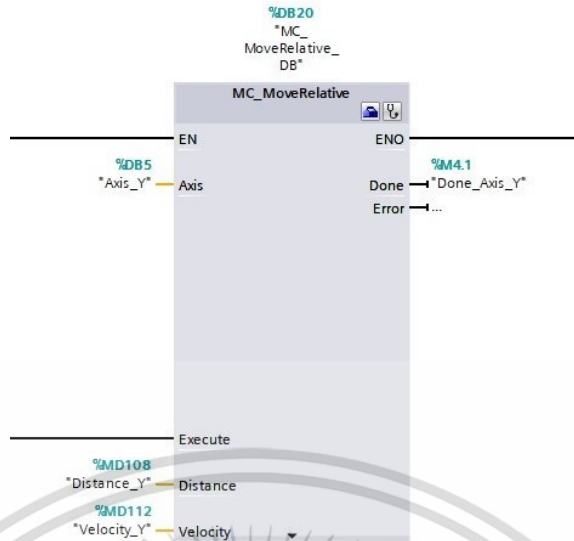 %DB20
"MC_
MoveRelative_
DB"
MC_MoveRelative
EN ENO
%DB5
"Axis_Y" Axis
%M4.1
Done "Done_Axis_Y"
Error ...
Execute
%MD108
"Distance_Y" Distance
%MD112
"Velocity_Y" Velocity